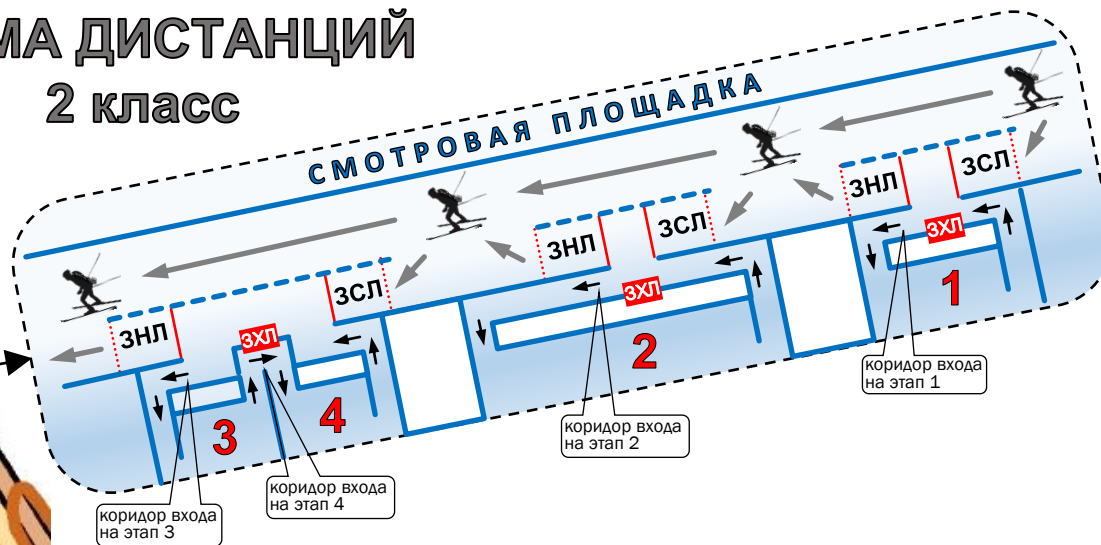 МА ДИСТАНЦИЙ
2 класс
СМОТРОВАЯ ПЛОЩАДКА
ЗНЛ
ЗСЛ
ЗХЛ
1
коридор входа
на этап 1
ЗНЛ
ЗСЛ
ЗХЛ
2
коридор входа
на этап 2
ЗНЛ
ЗСЛ
ЗХЛ
3
4
коридор входа
на этап 3
коридор входа
на этап 4